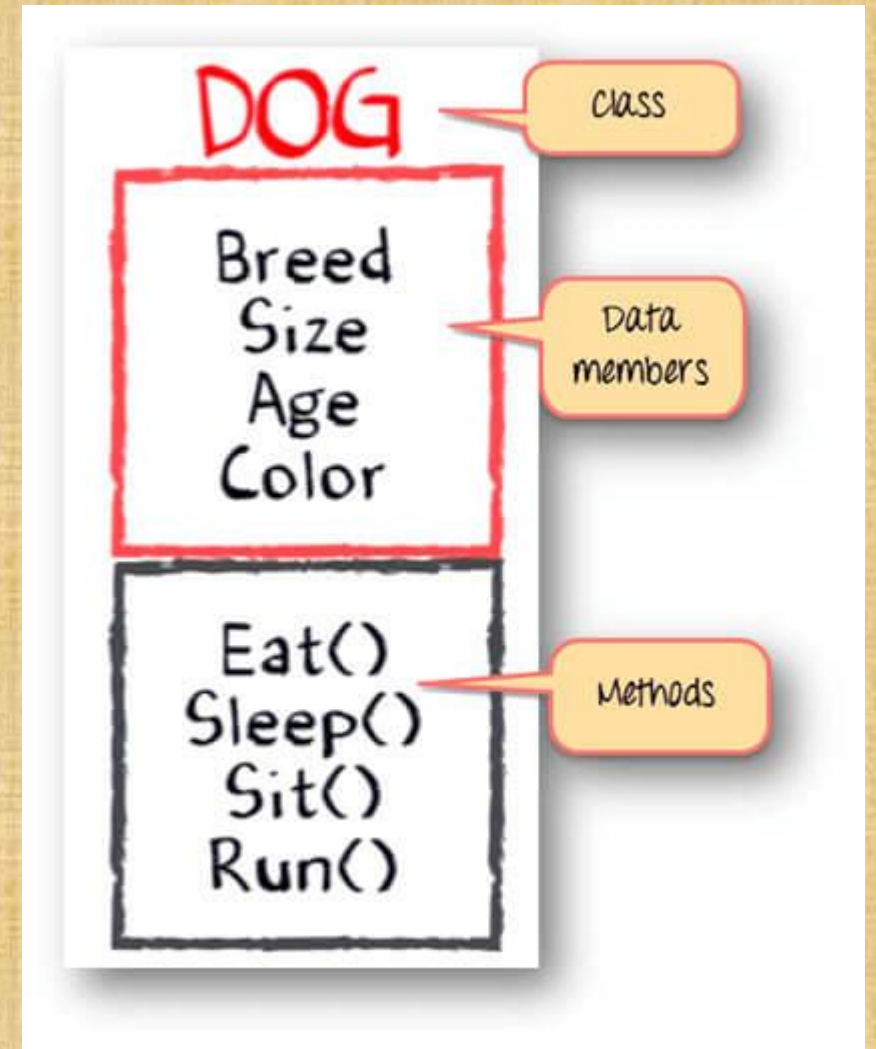 DOG
Class
Breed
Size
Age
Color
Data
members
Eat()
Sleep()
Sit()
Run()
Methods